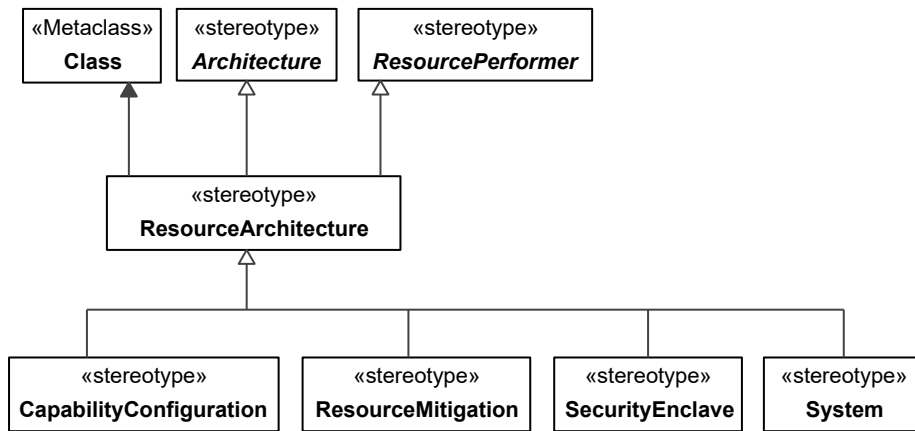 «Metaclass»
Class
«stereotype»
Architecture
«stereotype»
ResourcePerformer
«stereotype»
ResourceArchitecture
«stereotype»
CapabilityConfiguration
«stereotype»
ResourceMitigation
«stereotype»
SecurityEnclave
«stereotype»
System